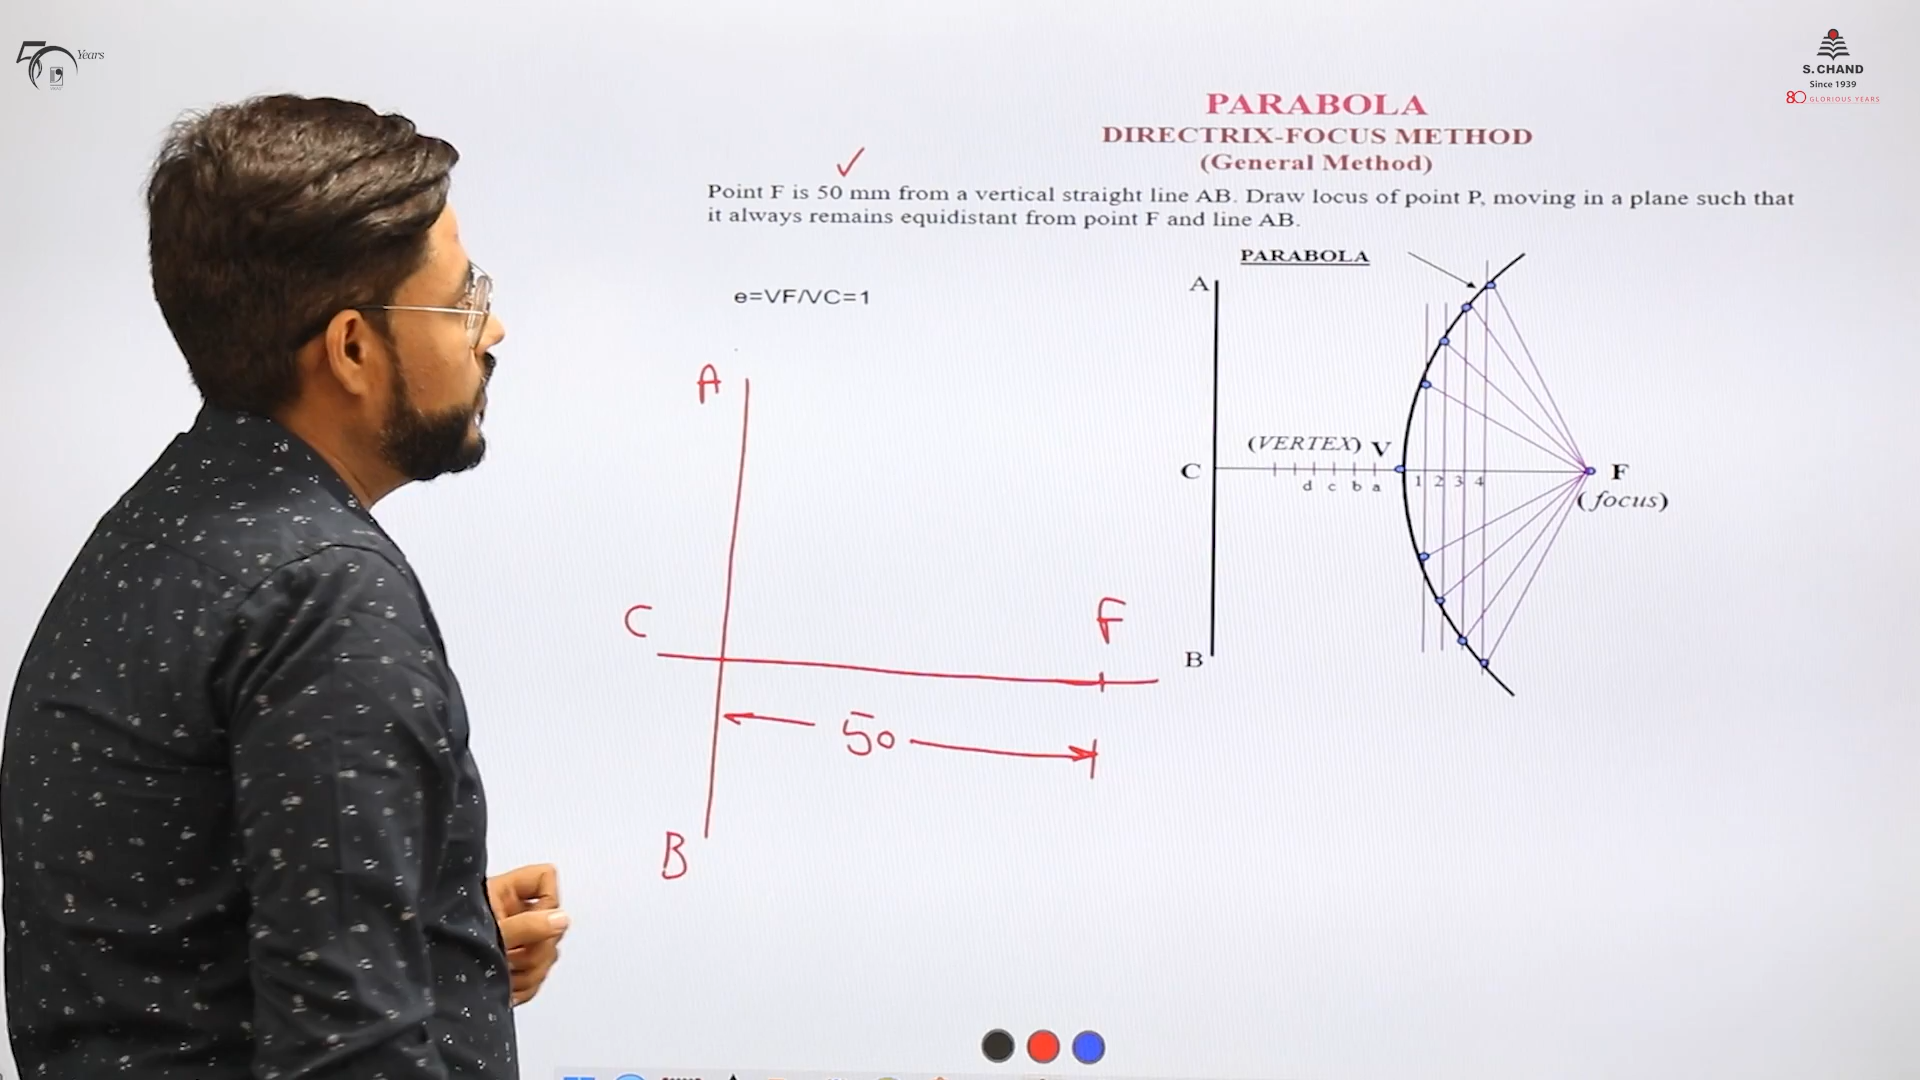 50 Years
S. CHAND
Since 1939
80 GLORIOUS YEARS
PARABOLA
DIRECTRIX-FOCUS METHOD
(General Method)
Point F is 50 mm from a vertical straight line AB. Draw locus of point P, moving in a plane such that
it always remains equidistant from point F and line AB.
e=VF/VC=1
PARABOLA
A
(VERTEX) V
C
F
d c b a 1 2 3 4
(focus)
B
A
C
F
50
B